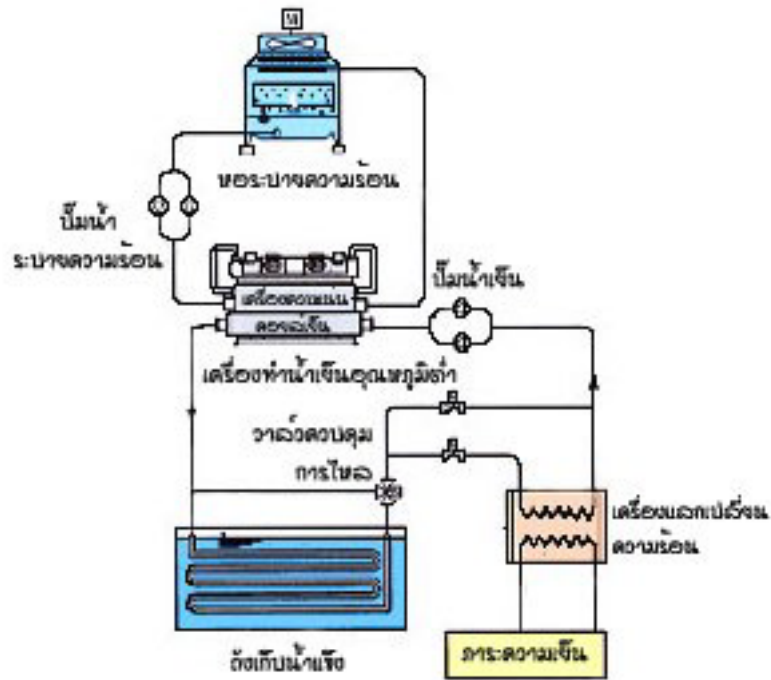 M
หอระบายความร้อน
ปั๊มน้ำ
ระบายความร้อน
ปั๊มน้ำเย็น
เครื่องควบแน่น
คอยล์เย็น
เครื่องทำน้ำเย็นอุณหภูมิต่ำ
วาล์วควบคุม
การไหล
เครื่องแลกเปลี่ยน
ความร้อน
ถังเก็บน้ำแข็ง
ภาระความเย็น